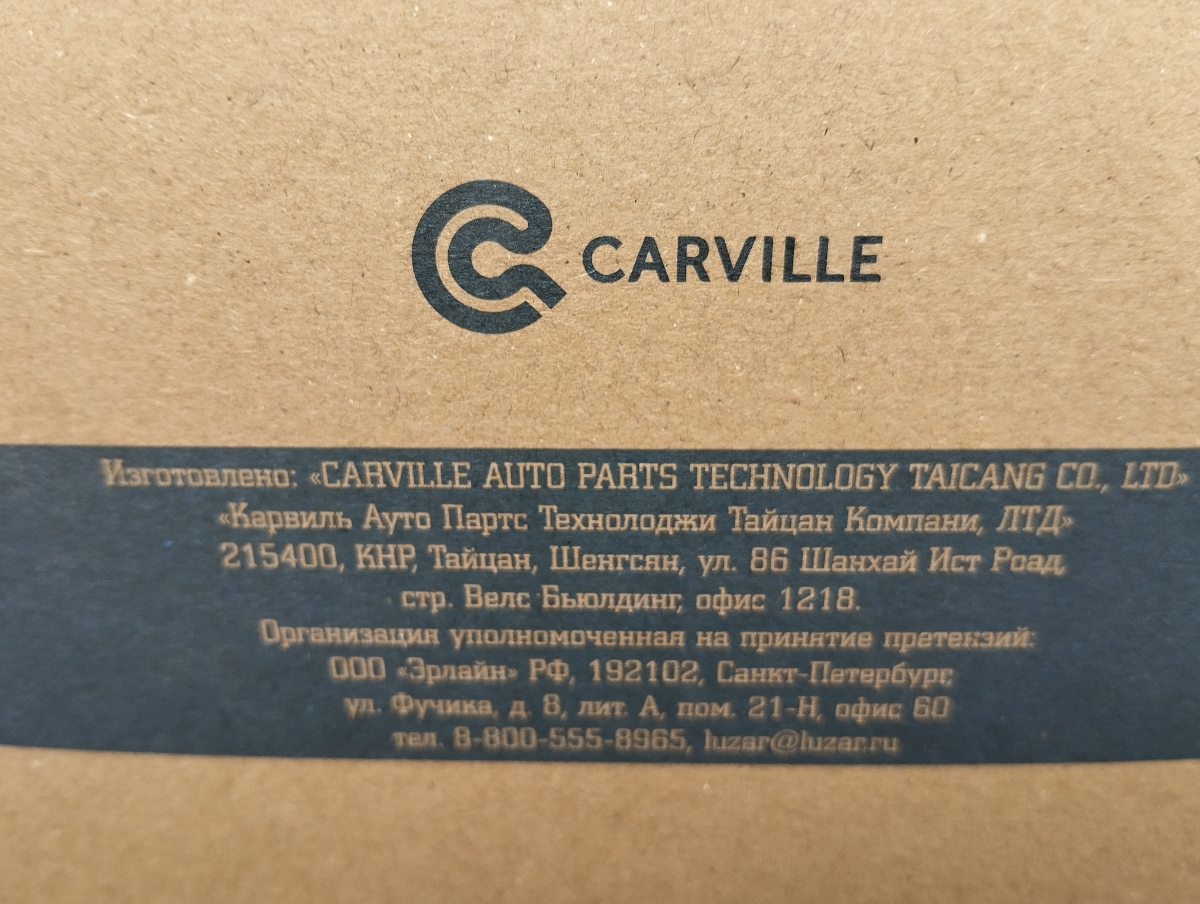 CARVILLE
Изготовлено: «CARVILLE AUTO PARTS TECHNOLOGY TAICANG CO., LTD»
«Карвиль Ауто Партс Технолоджи Тайцан Компани, ЛТД»
215400, КНР, Тайцан, Шенгсян, ул. 86 Шанхай Ист Роад,
стр. Велс Бьюлдинг, офис 1218.
Организация уполномоченная на принятие претензий:
ООО «Эрлайн» РФ, 192102, Санкт-Петербург,
ул. Фучика, д. 8, лит. А, пом. 21-Н, офис 60
тел. 8-800-555-8965, luzar@luzar.ru